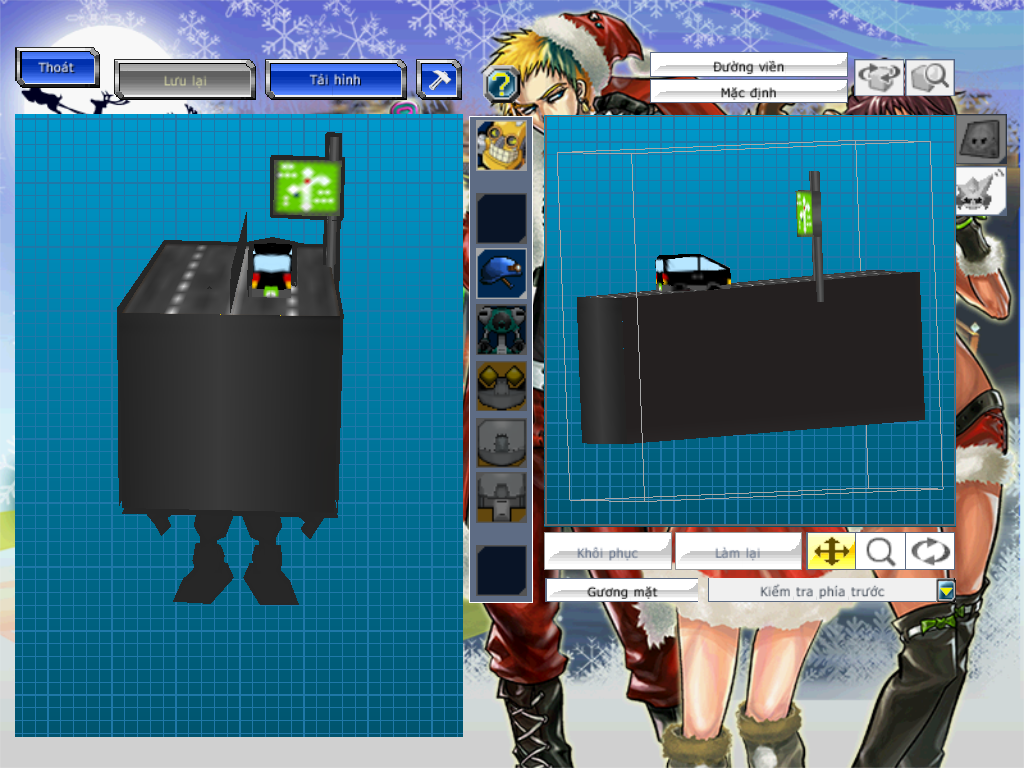 Thoát
Lưu lại
Tải hình
?
Đường viền
Mặc định
Khôi phục
Làm lại
Gương mặt
Kiểm tra phía trước